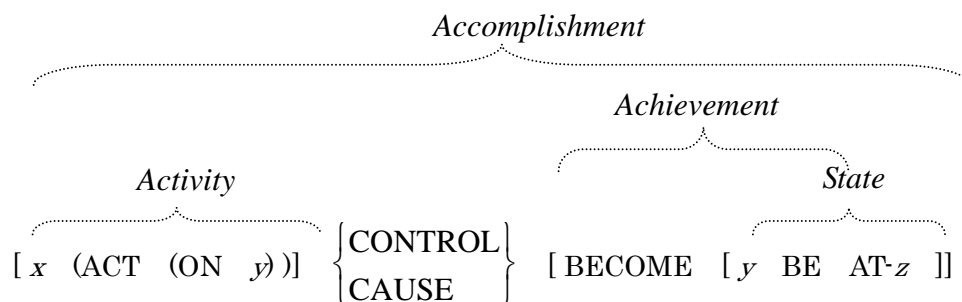 Accomplishment
Achievement
Activity State
[ x (ACT (ON y) )] {CONTROL CAUSE} [ BECOME [ y BE AT-z ]]